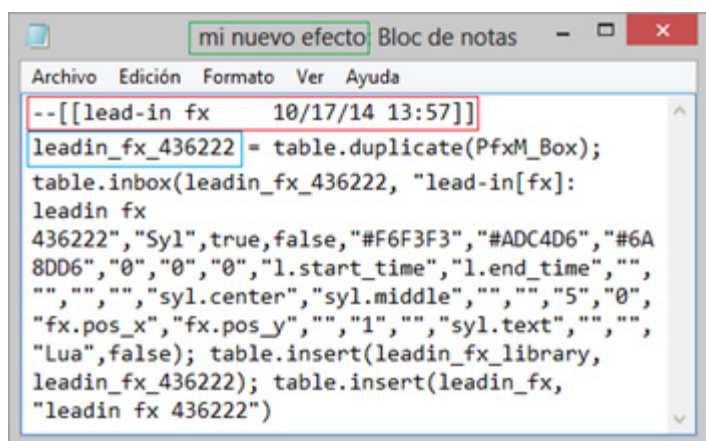 mi nuevo efecto: Bloc de notas
Archivo Edición Formato Ver Ayuda
--[[lead-in fx 10/17/14 13:57]]
leadin_fx_436222 = table.duplicate(PfxM_Box);
table.inbox(leadin_fx_436222, "lead-in[fx]:
leadin fx
436222","Syl",true,false,"#F6F3F3","#ADC4D6","#6A
8DD6","0","0","0","l.start_time","l.end_time","",
"","","","syl.center","syl.middle","","","5","0",
"fx.pos_x","fx.pos_y","","1","","syl.text","","",
"Lua",false); table.insert(leadin_fx_library,
leadin_fx_436222); table.insert(leadin_fx,
"leadin fx 436222")